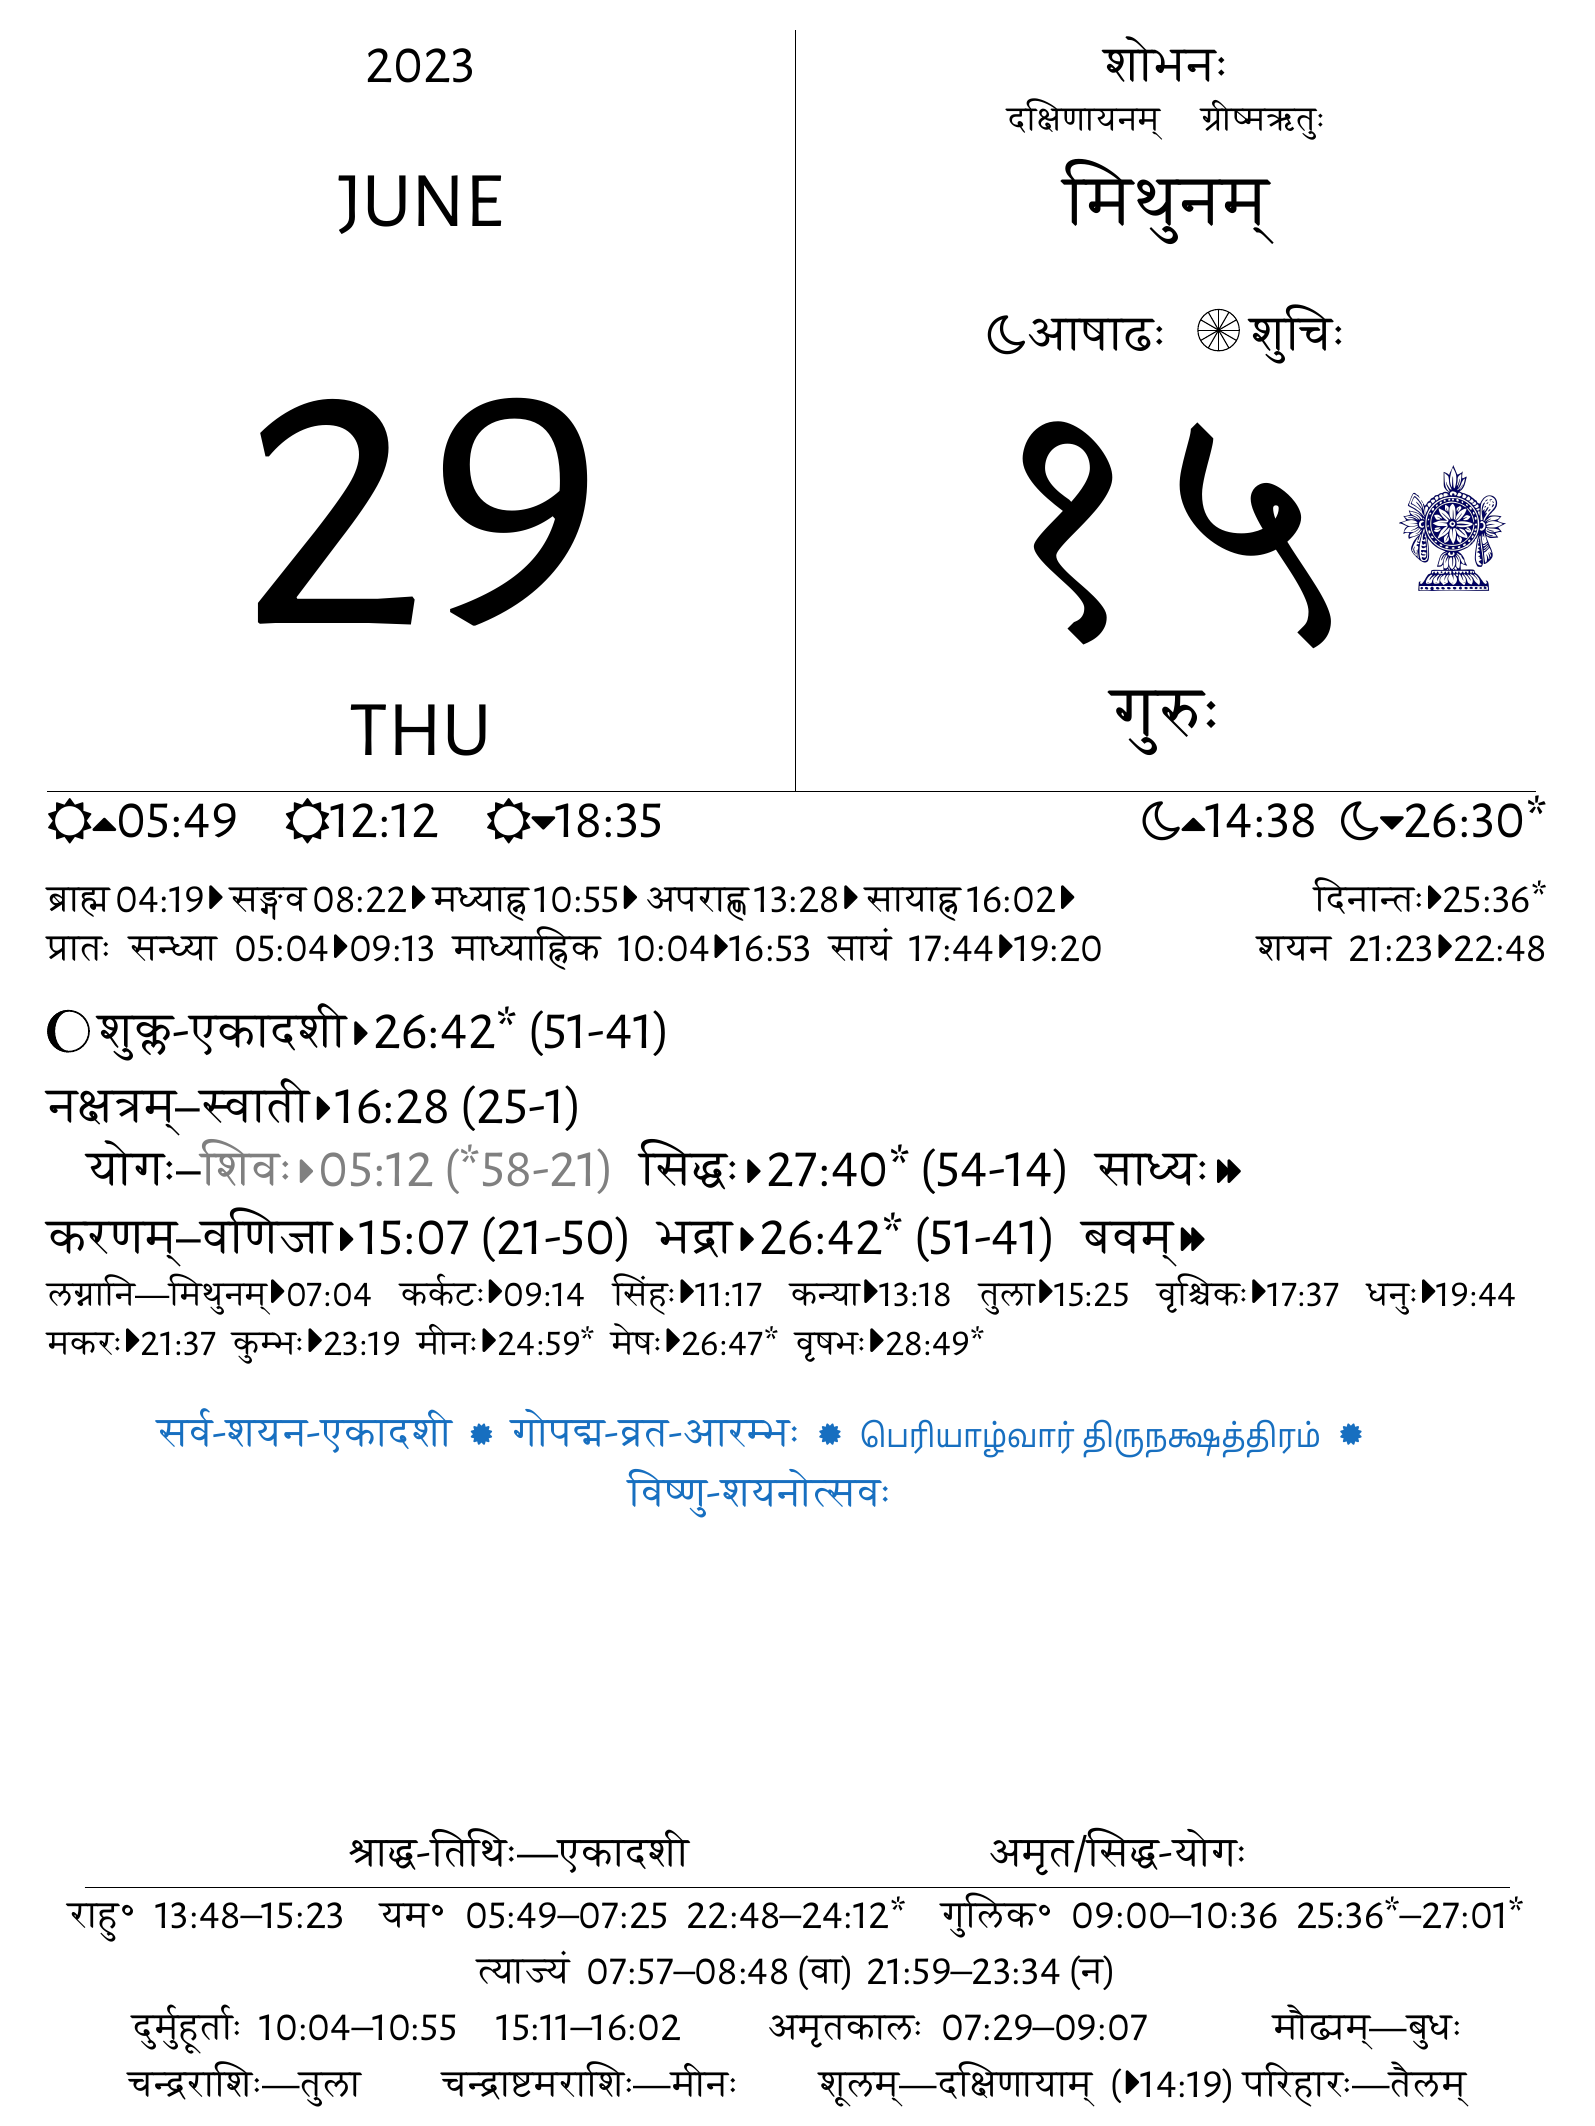 2023
JUNE
29
THU
शोभनः
दक्षिणायनम् ग्रीष्मऋतुः
मिथुनम्
आषाढः शुचिः
१५
गुरुः
05:49 12:12 18:35 14:38 26:30*
ब्राह्म 04:19 सङ्गव 08:22 मध्याह्न 10:55 अपराह्ण 13:28 सायाह्न 16:02 दिनान्तः 25:36*
प्रातः सन्ध्या 05:04 09:13 माध्याह्निक 10:04 16:53 सायं 17:44 19:20 शयन 21:23 22:48
शुक्ल-एकादशी 26:42* (51-41)
नक्षत्रम्–स्वाती 16:28 (25-1)
योगः–शिवः 05:12 (*58-21) सिद्धः 27:40* (54-14) साध्यः
करणम्–वणिजा 15:07 (21-50) भद्रा 26:42* (51-41) बवम्
लग्नानि—मिथुनम् 07:04 कर्कटः 09:14 सिंहः 11:17 कन्या 13:18 तुला 15:25 वृश्चिकः 17:37 धनुः 19:44
मकरः 21:37 कुम्भः 23:19 मीनः 24:59* मेषः 26:47* वृषभः 28:49*
सर्व-शयन-एकादशी गोपद्म-व्रत-आरम्भः பெரியாழ்வார் திருநக்ஷத்திரம்
विष्णु-शयनोत्सवः
श्राद्ध-तिथिः—एकादशी अमृत/सिद्ध-योगः
राहु॰ 13:48–15:23 यम॰ 05:49–07:25 22:48–24:12* गुलिक॰ 09:00–10:36 25:36*–27:01*
त्याज्यं 07:57–08:48 (वा) 21:59–23:34 (न)
दुर्मुहूर्ताः 10:04–10:55 15:11–16:02 अमृतकालः 07:29–09:07 मौढ्यम्—बुधः
चन्द्रराशिः—तुला चन्द्राष्टमराशिः—मीनः शूलम्—दक्षिणायाम् (14:19) परिहारः—तैलम्